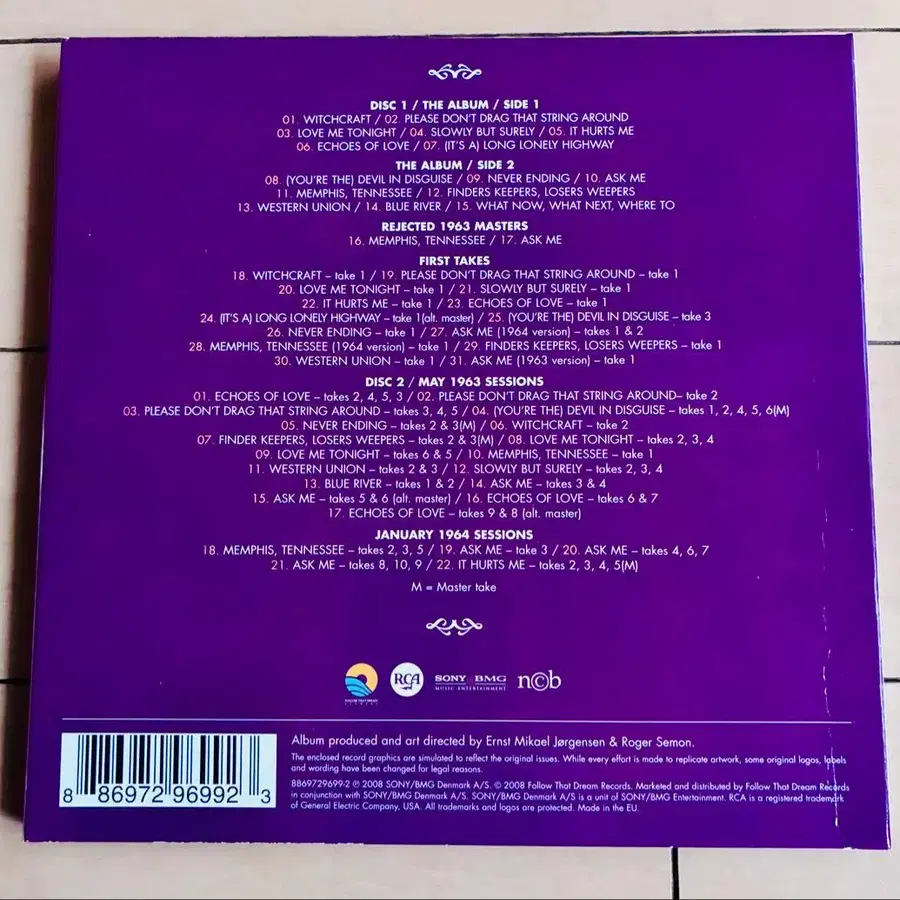 DISC 1 / THE ALBUM / SIDE 1
01. WITCHCRAFT / 02. PLEASE DON'T DRAG THAT STRING AROUND
03. LOVE ME TONIGHT / 04. SLOWLY BUT SURELY / 05. IT HURTS ME
06. ECHOES OF LOVE / 07. (IT'S A) LONG LONELY HIGHWAY
THE ALBUM / SIDE 2
08. (YOU'RE THE) DEVIL IN DISGUISE / 09. NEVER ENDING / 10. ASK ME
11. MEMPHIS, TENNESSEE / 12. FINDERS KEEPERS, LOSERS WEEPERS
13. WESTERN UNION / 14. BLUE RIVER / 15. WHAT NOW, WHAT NEXT, WHERE TO
REJECTED 1963 MASTERS
16. MEMPHIS, TENNESSEE / 17. ASK ME
FIRST TAKES
18. WITCHCRAFT – take 1 / 19. PLEASE DON'T DRAG THAT STRING AROUND – take 1
20. LOVE ME TONIGHT – take 1 / 21. SLOWLY BUT SURELY – take 1
22. IT HURTS ME – take 1 / 23. ECHOES OF LOVE – take 1
24. (IT'S A) LONG LONELY HIGHWAY – take 1(alt. master) / 25. (YOU'RE THE) DEVIL IN DISGUISE – take 3
26. NEVER ENDING – take 1 / 27. ASK ME (1964 version) – takes 1 & 2
28. MEMPHIS, TENNESSEE (1964 version) – take 1 / 29. FINDERS KEEPERS, LOSERS WEEPERS – take 1
30. WESTERN UNION – take 1 / 31. ASK ME (1963 version) – take 1
DISC 2 / MAY 1963 SESSIONS
01. ECHOES OF LOVE – takes 2, 4, 5, 3 / 02. PLEASE DON'T DRAG THAT STRING AROUND– take 2
03. PLEASE DON'T DRAG THAT STRING AROUND – takes 3, 4, 5 / 04. (YOU'RE THE) DEVIL IN DISGUISE – takes 1, 2, 4, 5, 6(M)
05. NEVER ENDING – takes 2 & 3(M) / 06. WITCHCRAFT – take 2
07. FINDER KEEPERS, LOSERS WEEPERS – takes 2 & 3(M) / 08. LOVE ME TONIGHT – takes 2, 3, 4
09. LOVE ME TONIGHT – takes 6 & 5 / 10. MEMPHIS, TENNESSEE – take 1
11. WESTERN UNION – takes 2 & 3 / 12. SLOWLY BUT SURELY – takes 2, 3, 4
13. BLUE RIVER – takes 1 & 2 / 14. ASK ME – takes 3 & 4
15. ASK ME – takes 5 & 6 (alt. master) / 16. ECHOES OF LOVE – takes 6 & 7
17. ECHOES OF LOVE – takes 9 & 8 (alt. master)
JANUARY 1964 SESSIONS
18. MEMPHIS, TENNESSEE – takes 2, 3, 5 / 19. ASK ME – take 3 / 20. ASK ME – takes 4, 6, 7
21. ASK ME – takes 8, 10, 9 / 22. IT HURTS ME – takes 2, 3, 4, 5(M)
M = Master take
FOLLOW THAT DREAM RECORDS
RCA
SONY BMG
MUSIC ENTERTAINMENT
n©b
Album produced and art directed by Ernst Mikael Jørgensen & Roger Semon.
The enclosed record graphics are simulated to reflect the original issues. While every effort is made to replicate artwork, some original logos, labels
and wording have been changed for legal reasons.
8869729699-2 ℗ 2008 SONY/BMG Denmark A/S. © 2008 Follow That Dream Records. Marketed and distributed by Follow That Dream Records
in conjunction with SONY/BMG Denmark A/S. SONY/BMG Denmark A/S is a unit of SONY/BMG Entertainment. RCA is a registered trademark
of General Electric Company, USA. All trademarks and logos are protected. Made in the EU.
8 86972 96992 3